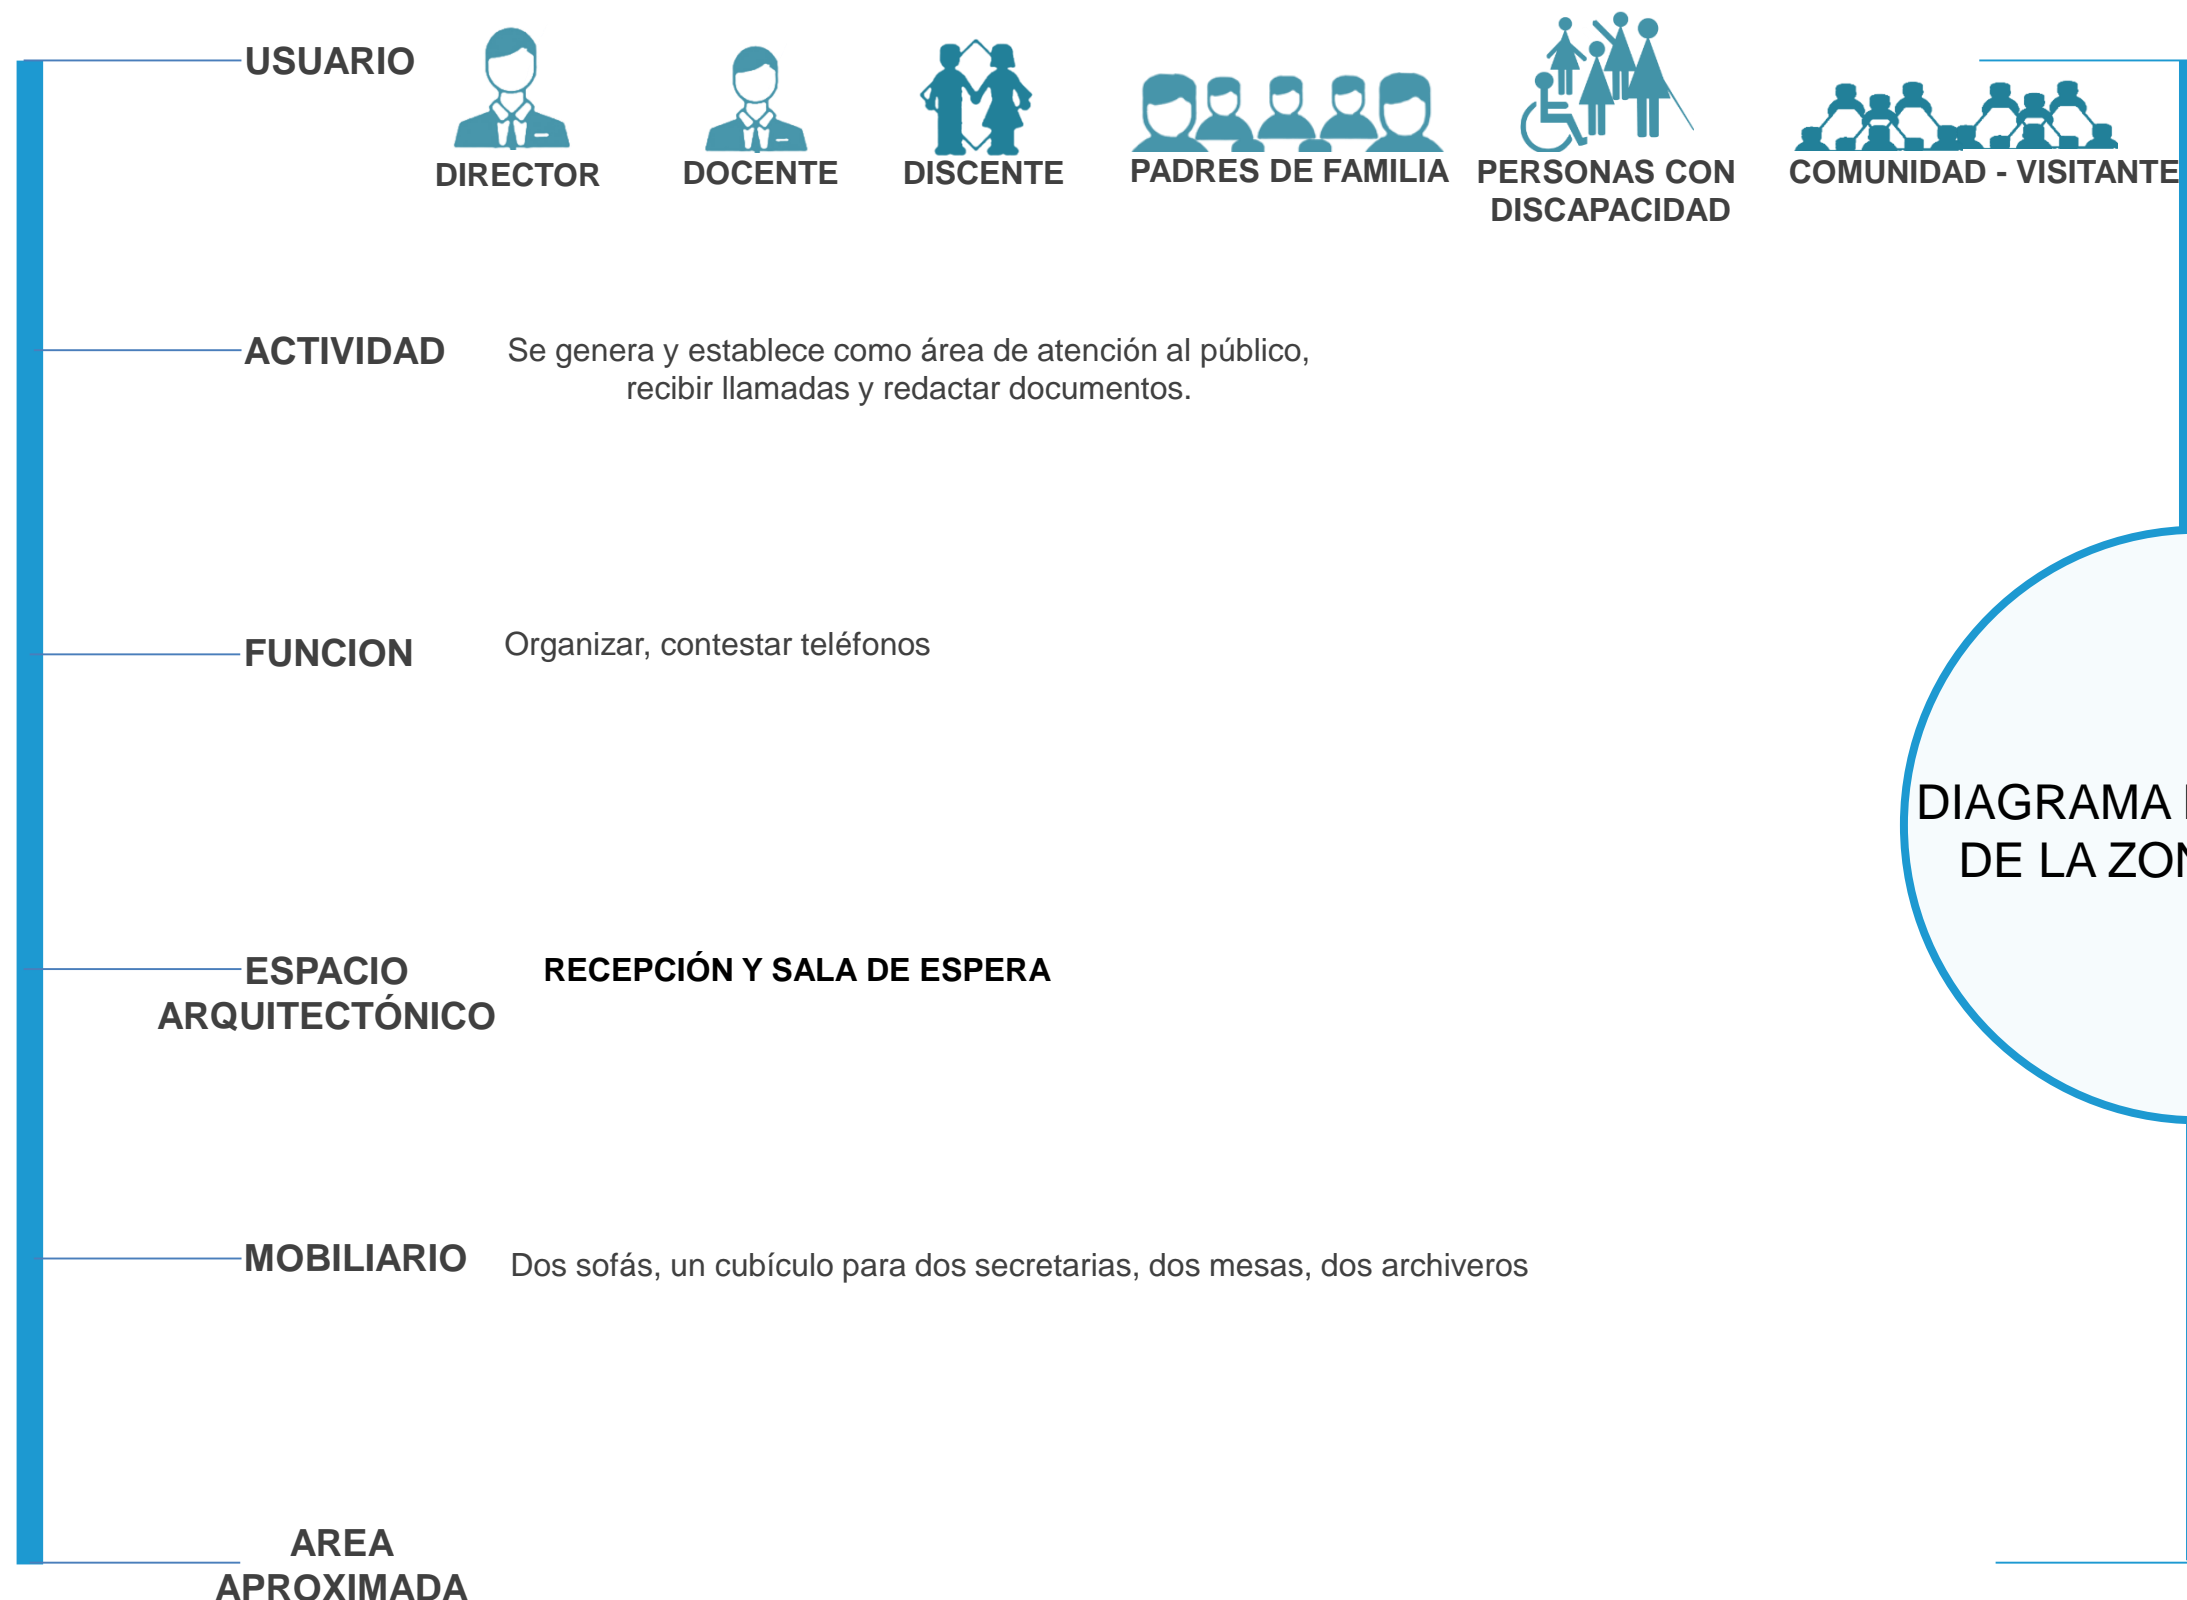 USUARIO
DIRECTOR
DOCENTE
DISCENTE
PADRES DE FAMILIA
PERSONAS CON
DISCAPACIDAD
COMUNIDAD - VISITANTE
ACTIVIDAD
Se genera y establece como área de atención al público,
recibir llamadas y redactar documentos.
FUNCION
Organizar, contestar teléfonos
DIAGRAMA
DE LA
ESPACIO
ARQUITECTÓNICO
RECEPCIÓN Y SALA DE ESPERA
MOBILIARIO
Dos sofás, un cubículo para dos secretarias, dos mesas, dos archiveros
AREA
APROXIMADA